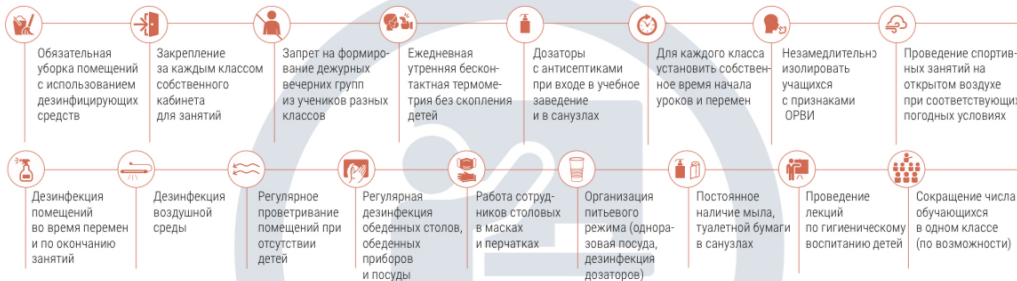 Обязательная
уборка помещений
с использованием
дезинфицирующих
средств
Закрепление
за каждым классом
собственного
кабинета
для занятий
Запрет на формиро-
вание дежурных
вечерних групп
из учеников разных
классов
Ежедневная
утренняя бескон-
тактная термоме-
трия без скопления
детей
Дозаторы
с антисептиками
при входе в учебное
заведение
и в санузлах
Для каждого класса
установить собствен-
ное время начала
уроков и перемен
Незамедлительно
изолировать
учащихся
с признаками
ОРВИ
Проведение спортив-
ных занятий на
открытом воздухе
при соответствующих
погодных условиях
Дезинфекция
помещений
во время перемен
и по окончанию
занятий
Дезинфекция
воздушной
среды
Регулярное
проветривание
помещений при
отсутствии
детей
Регулярная
дезинфекция
обеденных столов,
обеденных
приборов
и посуды
Работа сотруд-
ников столовых
в масках
и перчатках
Организация
питьевого
режима (однора-
зовая посуда,
дезинфекция
дозаторов)
Постоянное
наличие мыла,
туалетной бумаги
в санузлах
Проведение
лекций
по гигиеническому
воспитанию детей
Сокращение числа
обучающихся
в одном классе
(по возможности)